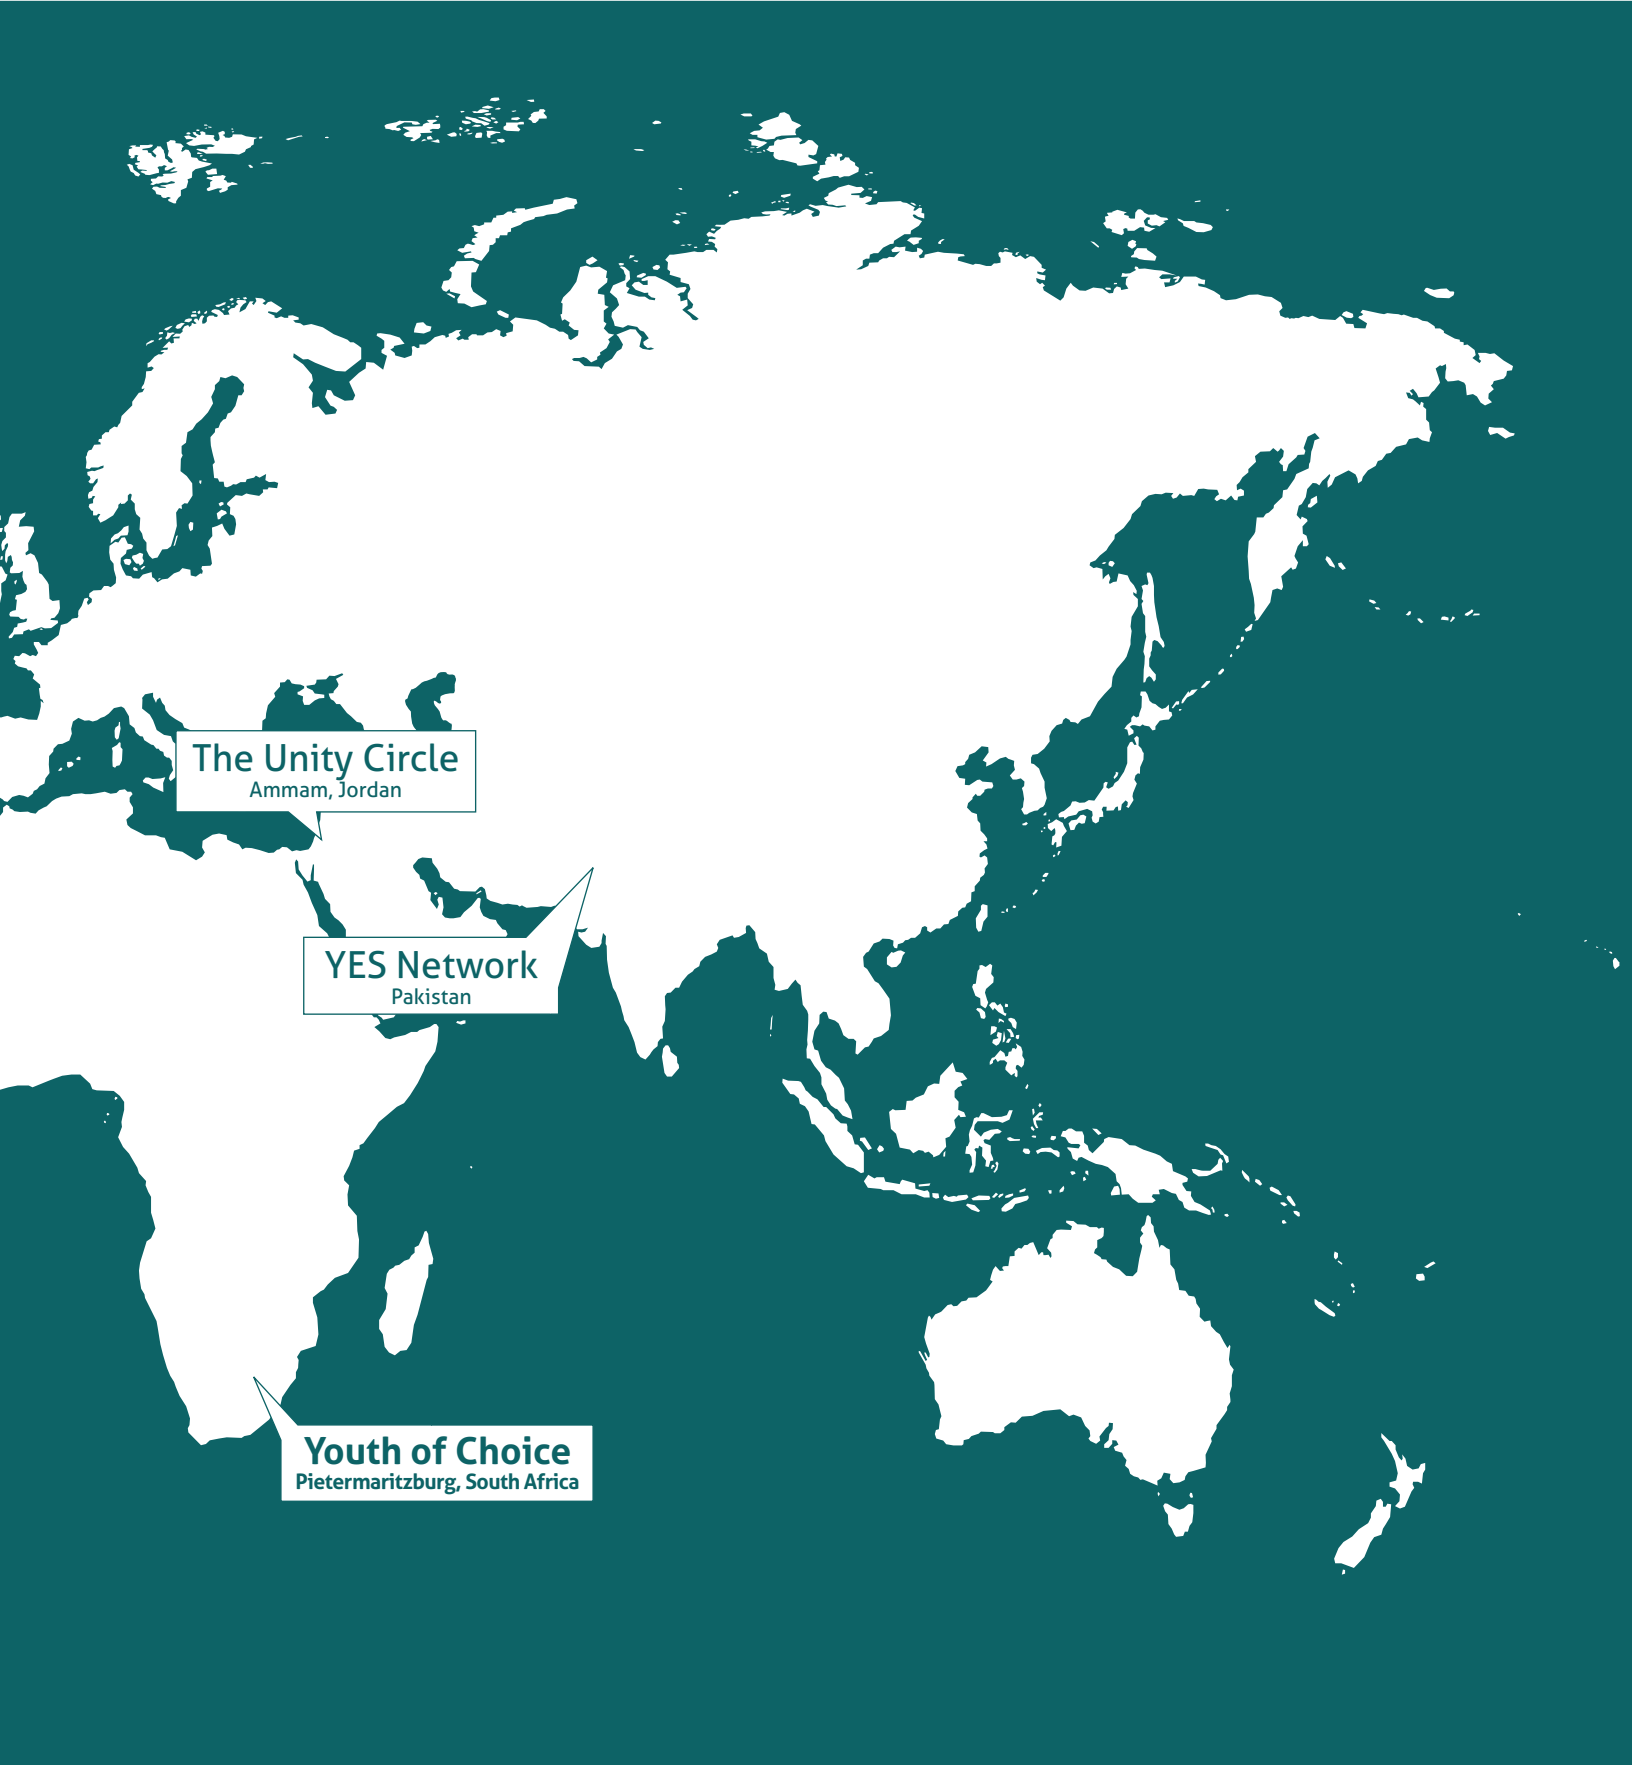 The Unity Circle
Ammam, Jordan
YES Network
Pakistan
Youth of Choice
Pietermaritzburg, South Africa